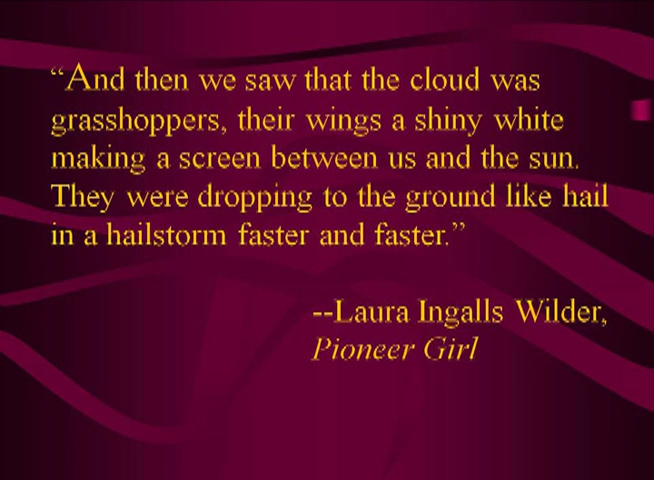 “And then we saw that the cloud was
grasshoppers, their wings a shiny white
making a screen between us and the sun.
They were dropping to the ground like hail
in a hailstorm faster and faster.”
--Laura Ingalls Wilder,
Pioneer Girl